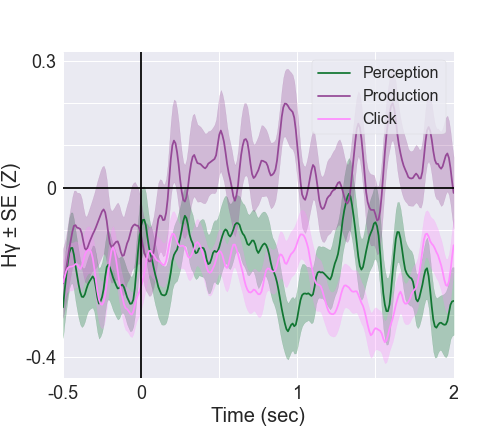 Perception
Production
Click
0.3
0
-0.4
Hγ ± SE (Z)
-0.5
0
1
2
Time (sec)